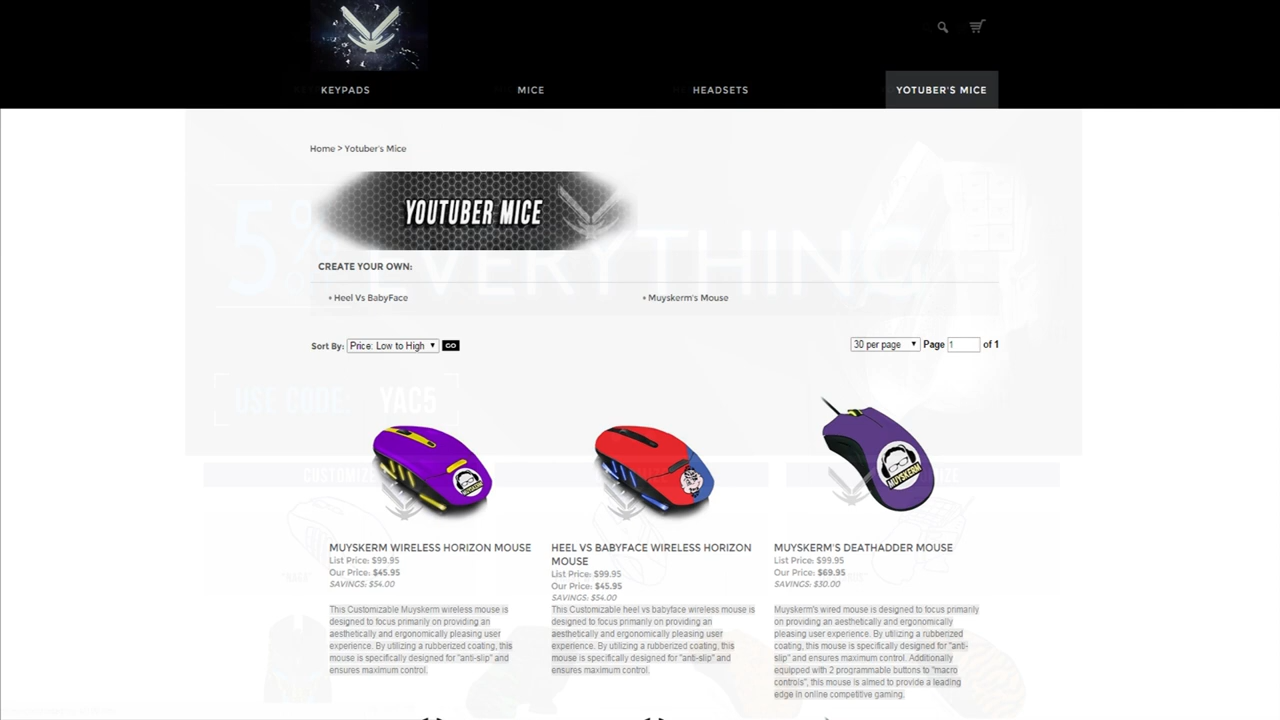 KEYPADS MICE HEADSETS YOTUBER'S MICE
Home > Yotuber's Mice
YOUTUBER MICE
5% EVERYTHING
CREATE YOUR OWN:
Heel Vs BabyFace Muyskerm's Mouse
Sort By: Price: Low to High GO 30 per page Page 1 of 1
USE CODE: YAC5
CUSTOMIZE
MUYSKERM
MUYSKERM
MUYSKERM WIRELESS HORIZON MOUSE
List Price: $99.95
Our Price: $45.95
SAVINGS: $54.00
This Customizable Muyskerm wireless mouse is
designed to focus primarily on providing an
aesthetically and ergonomically pleasing user
experience. By utilizing a rubberized coating, this
mouse is specifically designed for "anti-slip" and
ensures maximum control.
HEEL VS BABYFACE WIRELESS HORIZON
MOUSE
List Price: $99.95
Our Price: $45.95
SAVINGS: $54.00
This Customizable heel vs babyface wireless mouse is
designed to focus primarily on providing an
aesthetically and ergonomically pleasing user
experience. By utilizing a rubberized coating, this
mouse is specifically designed for "anti-slip" and
ensures maximum control.
MUYSKERM'S DEATHADDER MOUSE
List Price: $99.95
Our Price: $69.95
SAVINGS: $30.00
Muyskerm's wired mouse is designed to focus primarily
on providing an aesthetically and ergonomically
pleasing user experience. By utilizing a rubberized
coating, this mouse is specifically designed for "anti-
slip" and ensures maximum control. Additionally
equipped with 2 programmable buttons to "macro
controls", this mouse is aimed to provide a leading
edge in online competitive gaming.